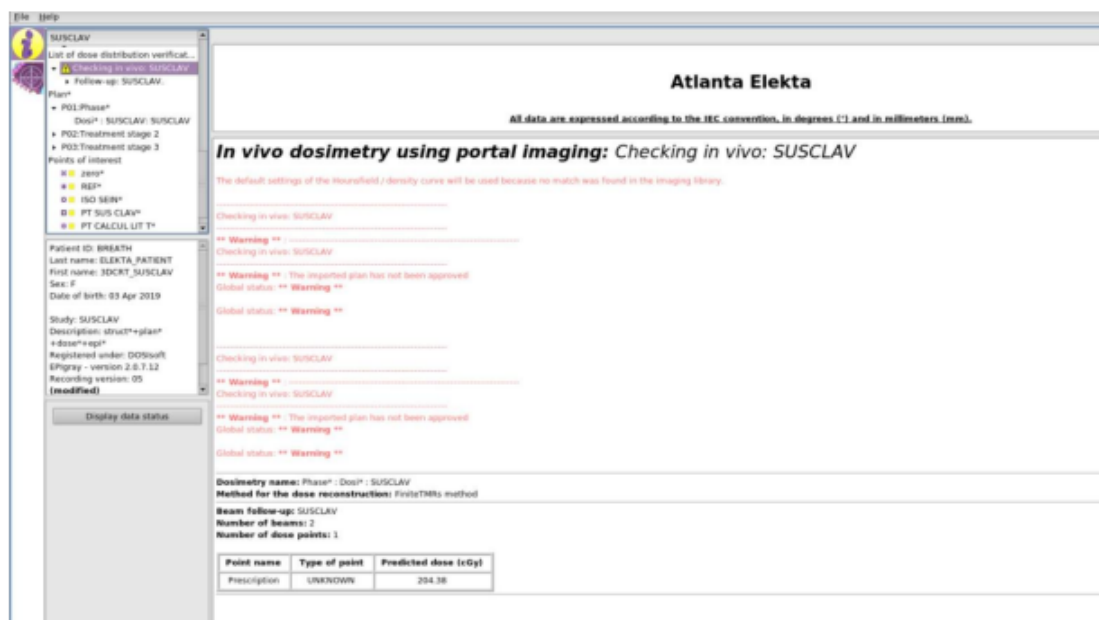 File Help
SUSCLAV
List of dose distribution verificat...
Checking in vivo: SUSCLAV
Follow-up: SUSCLAV.
Plan*
P01:Phase*
Dosi* : SUSCLAV: SUSCLAV
P02:Treatment stage 2
P03:Treatment stage 3
Points of interest
zero*
REF*
ISO SEIN*
PT SUS CLAV*
PT CALCUL LIT T*
Patient ID: BREATH
Last name: ELEKTA_PATIENT
First name: 3DCRT_SUSCLAV
Sex: F
Date of birth: 03 Apr 2019
Study: SUSCLAV
Description: struct*+plan*
+dose*+epi*
Registered under: DOSIsoft
EPIgray - version 2.0.7.12
Recording version: 05
(modified)
Display data status
Atlanta Elekta
All data are expressed according to the IEC convention, in degrees (°) and in millimeters (mm).
In vivo dosimetry using portal imaging: Checking in vivo: SUSCLAV
The default settings of the Hounsfield / density curve will be used because no match was found in the imaging library.
Checking in vivo: SUSCLAV
** Warning ** :
Checking in vivo: SUSCLAV
** Warning ** : The imported plan has not been approved
Global status: ** Warning **
Global status: ** Warning **
Checking in vivo: SUSCLAV
** Warning ** :
Checking in vivo: SUSCLAV
** Warning ** : The imported plan has not been approved
Global status: ** Warning **
Global status: ** Warning **
Dosimetry name: Phase* : Dosi* : SUSCLAV
Method for the dose reconstruction: FiniteTMRs method
Beam follow-up: SUSCLAV
Number of beams: 2
Number of dose points: 1
Point name Type of point Predicted dose (cGy)
Prescription UNKNOWN 204.38